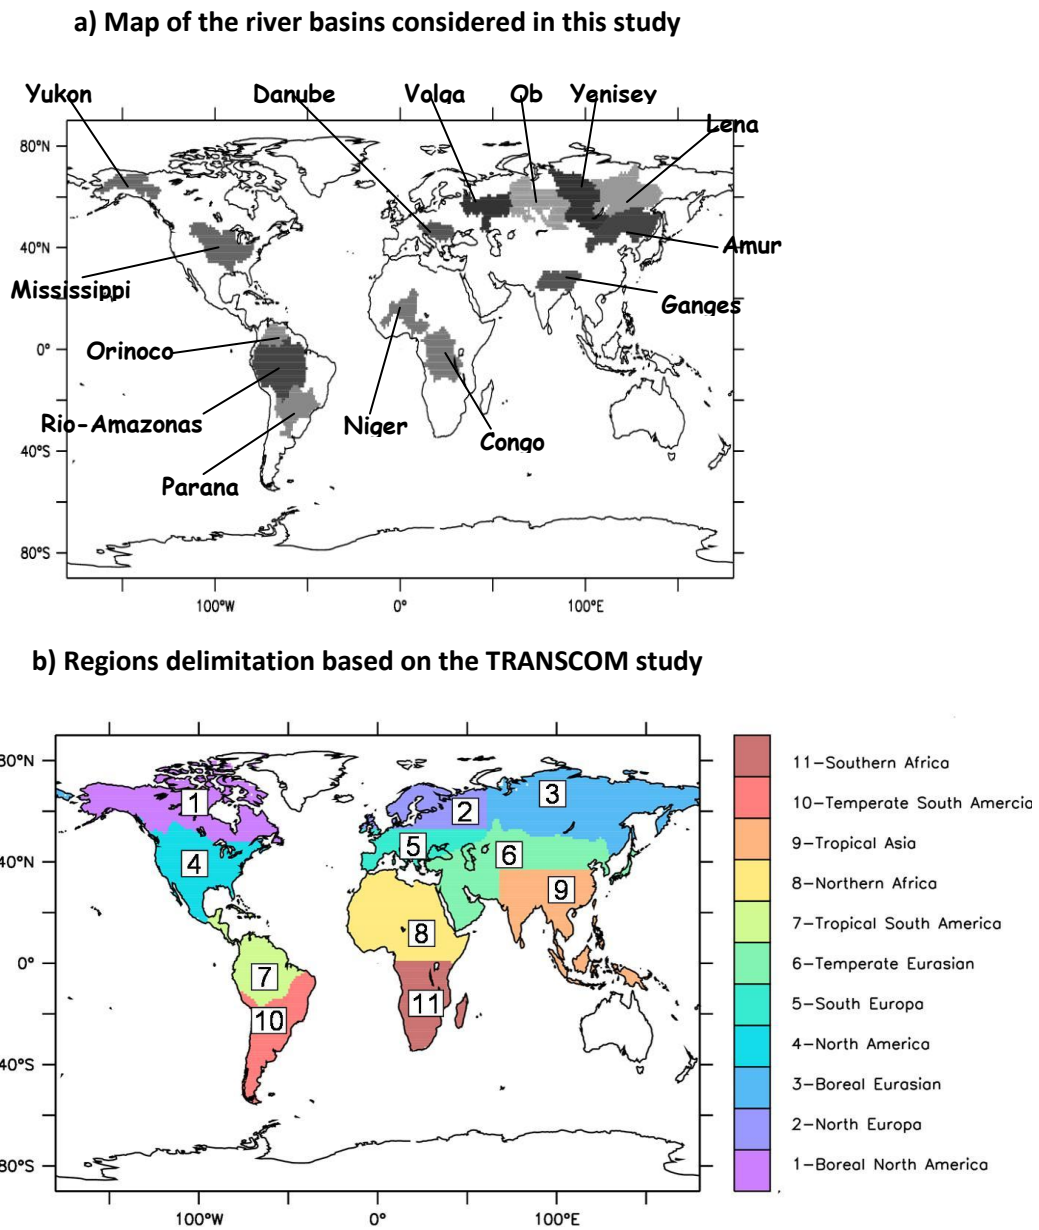 a) Map of the river basins considered in this study
Yukon
Danube
Volga
Ob
Yenisey
Lena
80°N
40°N
0°
40°S
80°S
Amur
Mississippi
Ganges
Orinoco
Rio-Amazonas
Niger
Congo
Parana
100°W
0°
100°E
b) Regions delimitation based on the TRANSCOM study
80°N
40°N
0°
40°S
80°S
1
2
3
4
5
6
7
8
9
10
11
100°W
0°
100°E
11-Southern Africa
10-Temperate South Amercia
9-Tropical Asia
8-Northern Africa
7-Tropical South America
6-Temperate Eurasian
5-South Europa
4-North America
3-Boreal Eurasian
2-North Europa
1-Boreal North America